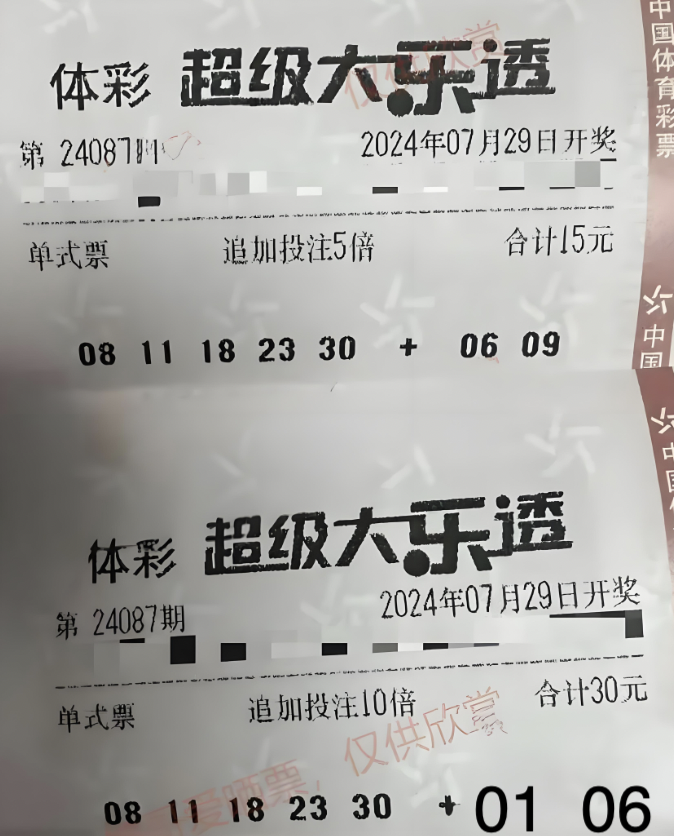 中国体育彩票
体彩 超级大乐透
仅供欣赏
第 24087期
2024年07月29日开奖
单式票 追加投注5倍 合计15元
08 11 18 23 30 + 06 09
中国
体彩 超级大乐透
第 24087期
2024年07月29日开奖
单式票 追加投注10倍 合计30元
仅供欣赏
爱晒票，
08 11 18 23 30 + 01 06